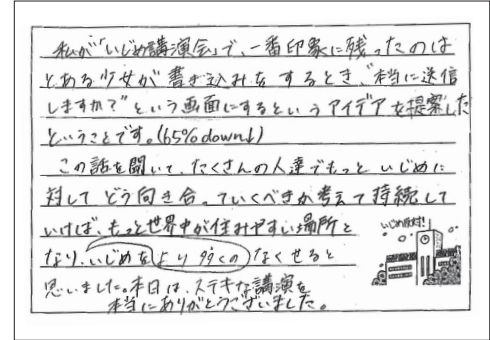 私が"いじめ講演会"で、一番印象に残ったのは
とある少女が書き込みをするとき、"本当に送信
しますか？"という画面にするというアイデアを提案した
ということです。(65%down↓)
この話を聞いて、たくさんの人達でもっといじめに
対してどう向き合っていくべきか考えて持続して
いけば、もっと世界中が住みやすい場所と
なり、いじめをより多くのなくせると
思いました。本日は、ステキな講演を
本当にありがとうございました。
いじめ反対!!